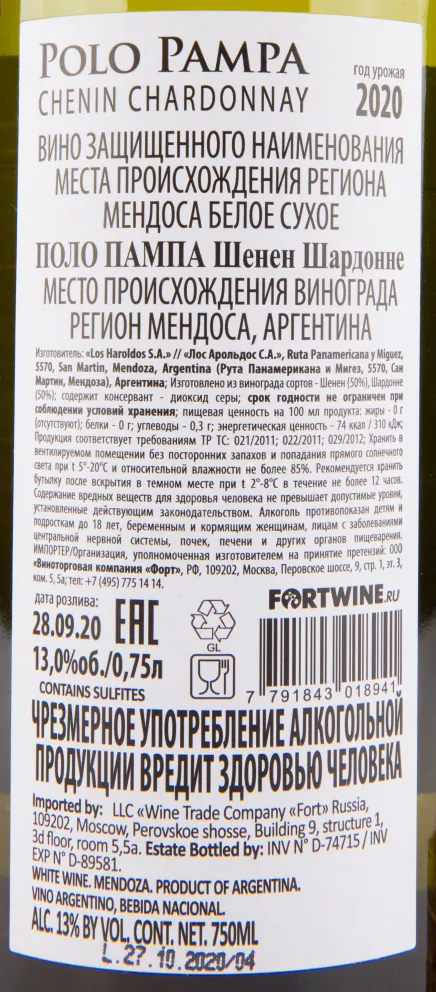 POLO PAMPA
год урожая
CHENIN CHARDONNAY 2020
ВИНО ЗАЩИЩЕННОГО НАИМЕНОВАНИЯ
МЕСТА ПРОИСХОЖДЕНИЯ РЕГИОНА
МЕНДОСА БЕЛОЕ СУХОЕ
ПОЛО ПАМПА Шенен Шардонне
МЕСТО ПРОИСХОЖДЕНИЯ ВИНОГРАДА
РЕГИОН МЕНДОСА, АРГЕНТИНА
Изготовитель: «Los Haroldos S.A.» // «Лос Арольдос С.А.», Ruta Panamericana y Miguez,
5570, San Martin, Mendoza, Argentina (Рута Панамерикана и Мигез, 5570, Сан
Мартин, Мендоза), Аргентина; Изготовлено из винограда сортов - Шенен (50%), Шардоне
(50%); содержит консервант - диоксид серы; срок годности не ограничен при
соблюдении условий хранения; пищевая ценность на 100 мл продукта: жиры - 0 г
(отсутствуют); белки - 0 г; углеводы - 0,3 г; энергетическая ценность - 74 ккал / 310 кДж;
Продукция соответствует требованиям ТР ТС: 021/2011; 022/2011; 029/2012; Хранить в
вентилируемом помещении без посторонних запахов и попадания прямого солнечного
света при t 5°-20°С и относительной влажности не более 85%. Рекомендуется хранить
бутылку после вскрытия в темном месте при t 2°-8°С в течение не более 12 часов.
Содержание вредных веществ для здоровья человека не превышает допустимые уровни,
установленные действующим законодательством. Алкоголь противопоказан детям и
подросткам до 18 лет, беременным и кормящим женщинам, лицам с заболеваниями
центральной нервной системы, почек, печени и других органов пищеварения.
ИМПОРТЕР/Организация, уполномоченная изготовителем на принятие претензий: ООО
«Виноторговая компания «Форт», РФ, 109202, Москва, Перовское шоссе, 9, стр. 1, эт. 3,
ком. 5, 5а; тел: +7 (495) 775 14 14.
дата розлива:
28.09.20 ЕАС
13,0%об./0,75л
CONTAINS SULFITES
GL
FORTWINE.RU
7 791843 018941
ЧРЕЗМЕРНОЕ УПОТРЕБЛЕНИЕ АЛКОГОЛЬНОЙ
ПРОДУКЦИИ ВРЕДИТ ЗДОРОВЬЮ ЧЕЛОВЕКА
Imported by: LLC «Wine Trade Company «Fort» Russia,
109202, Moscow, Perovskoe shosse, Building 9, structure 1,
3d floor, room 5,5a. Estate Bottled by: INV N° D-74715 / INV
EXP N° D-89581.
WHITE WINE. MENDOZA. PRODUCT OF ARGENTINA.
VINO ARGENTINO, BEBIDA NACIONAL.
ALC. 13% BY VOL. CONT. NET. 750ML
L.27.10.2020/04